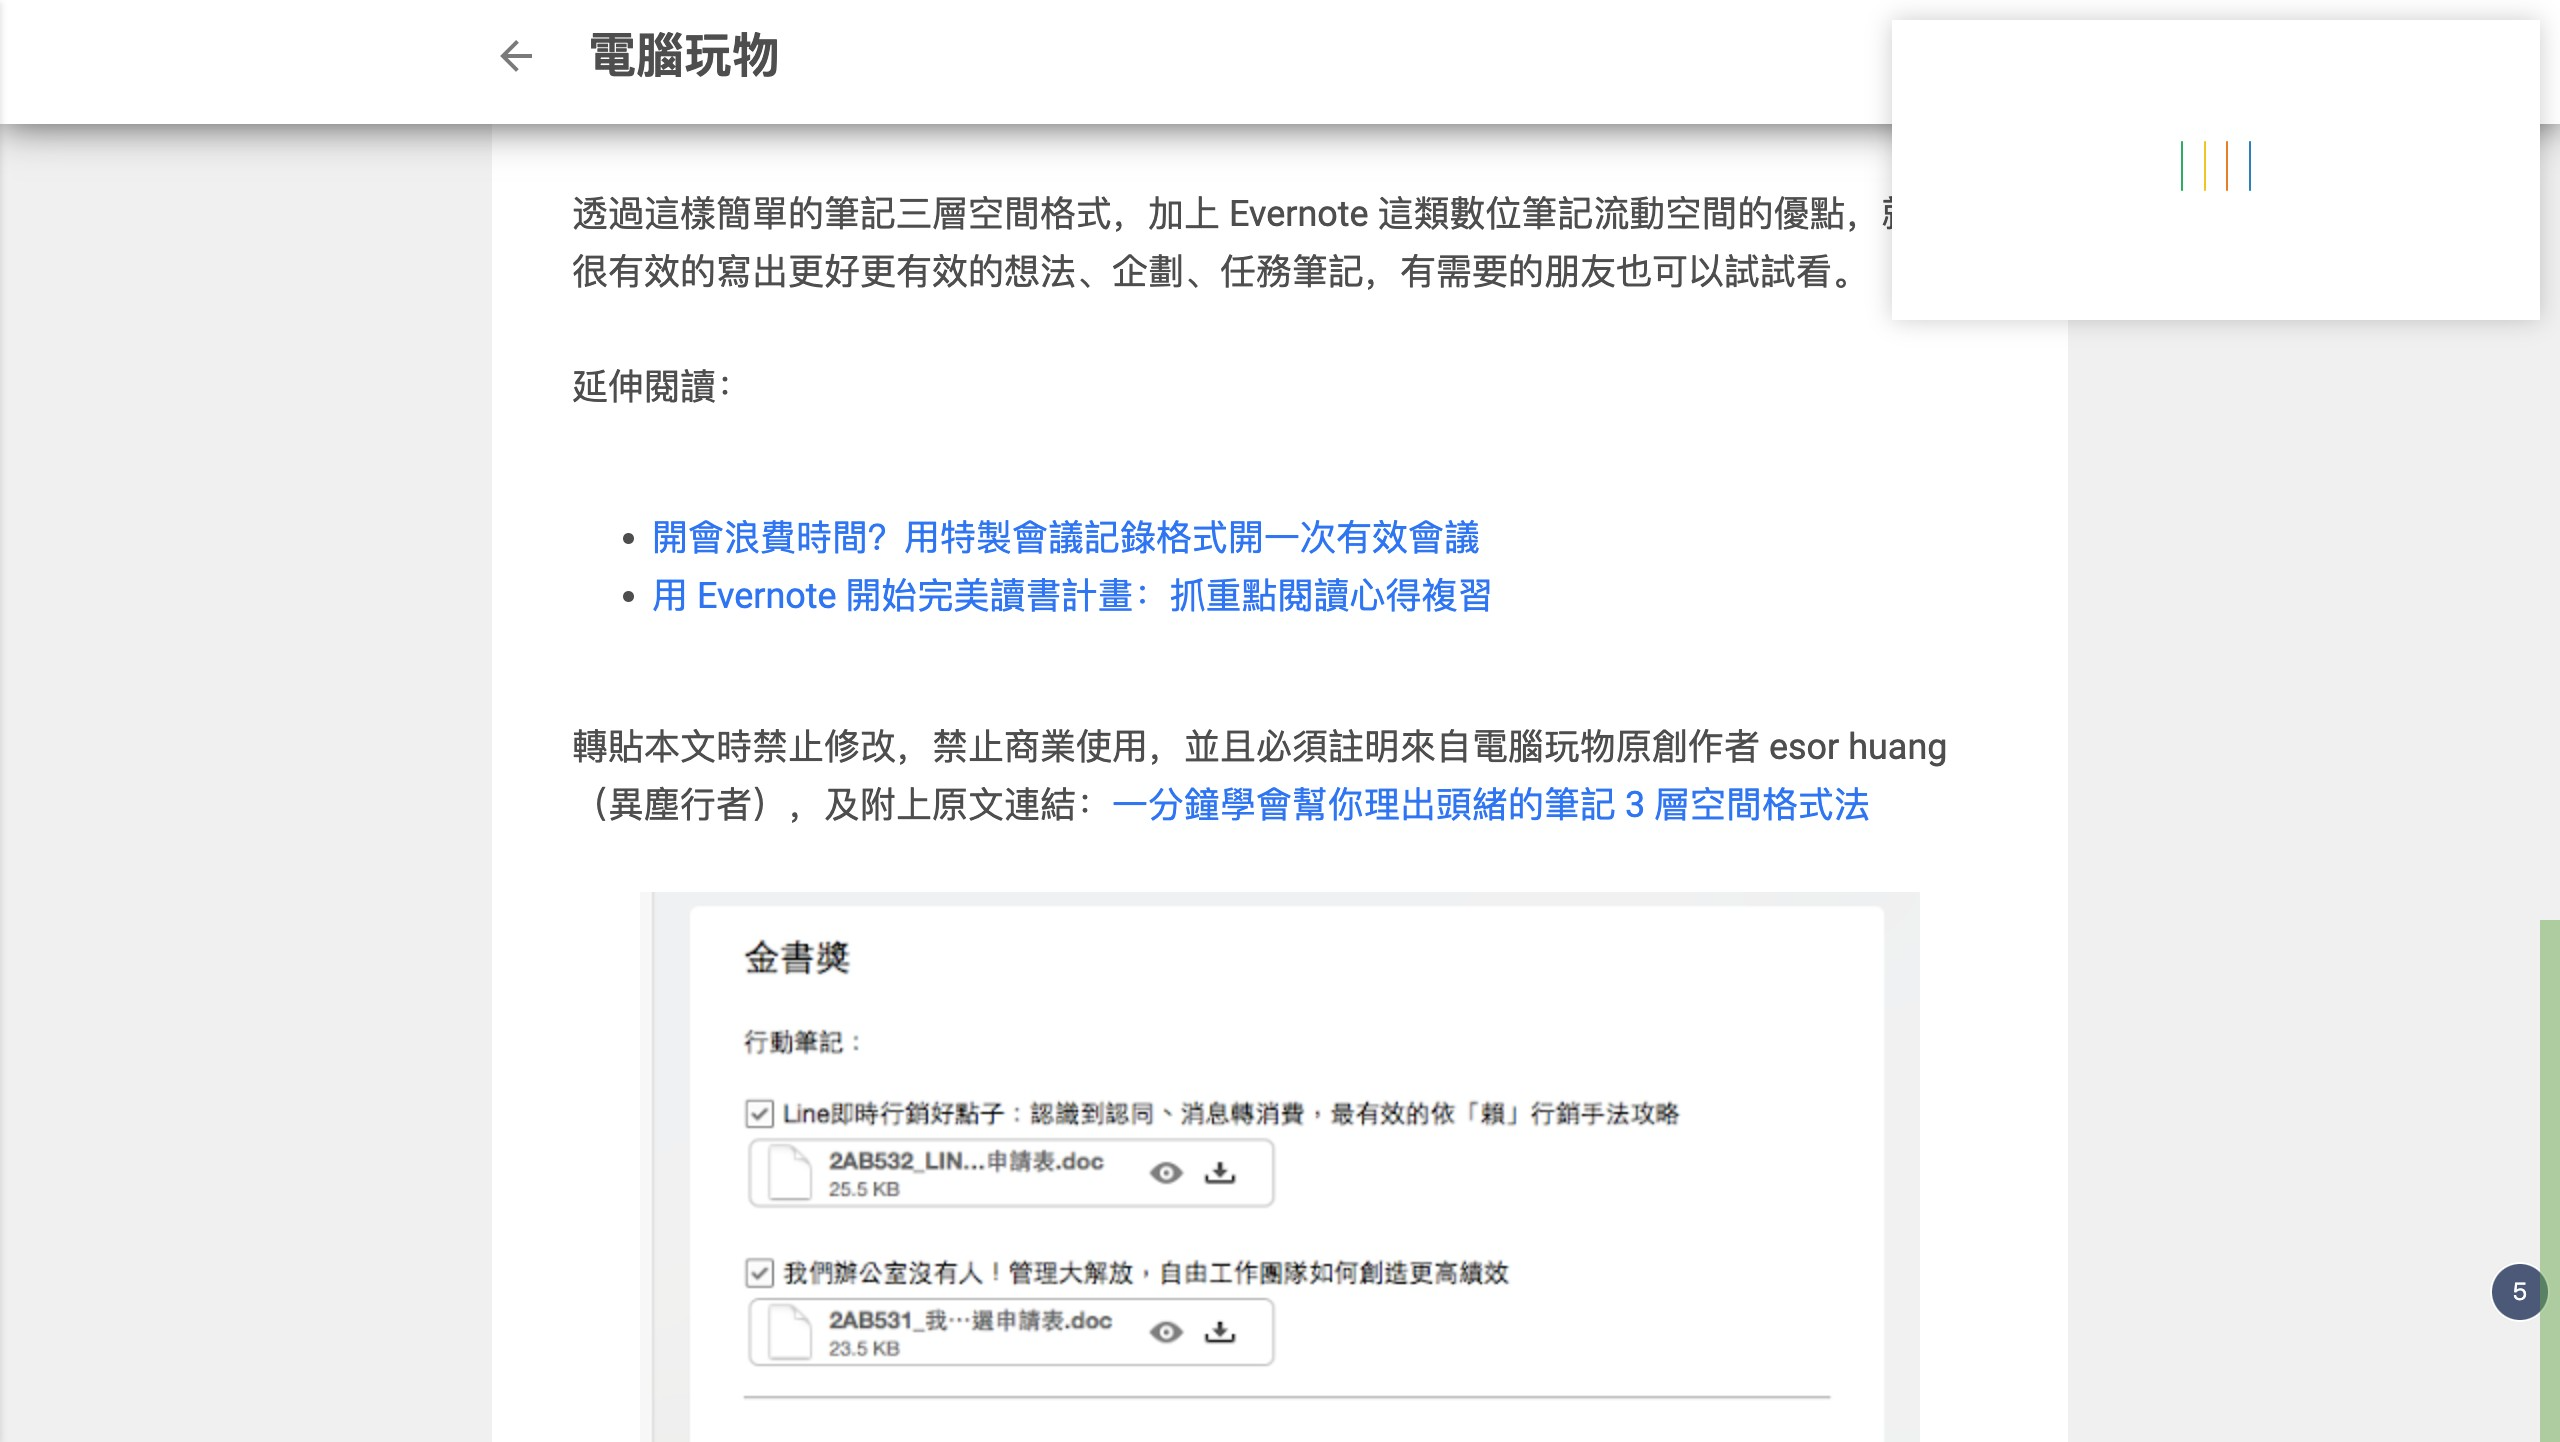 電腦玩物
透過這樣簡單的筆記三層空間格式，加上 Evernote 這類數位筆記流動空間的優點，
很有效的寫出更好更有效的想法、企劃、任務筆記，有需要的朋友也可以試試看。
延伸閱讀：
• 開會浪費時間？用特製會議記錄格式開一次有效會議
• 用 Evernote 開始完美讀書計畫：抓重點閱讀心得複習
轉貼本文時禁止修改，禁止商業使用，並且必須註明來自電腦玩物原創作者 esor huang
（異塵行者），及附上原文連結：一分鐘學會幫你理出頭緒的筆記 3 層空間格式法
金書獎
行動筆記：
Line即時行銷好點子：認識到認同、消息轉消費，最有效的依「賴」行銷手法攻略
2AB532_LIN...申請表.doc
25.5 KB
我們辦公室沒有人！管理大解放，自由工作團隊如何創造更高績效
2AB531_我…選申請表.doc
23.5 KB
5